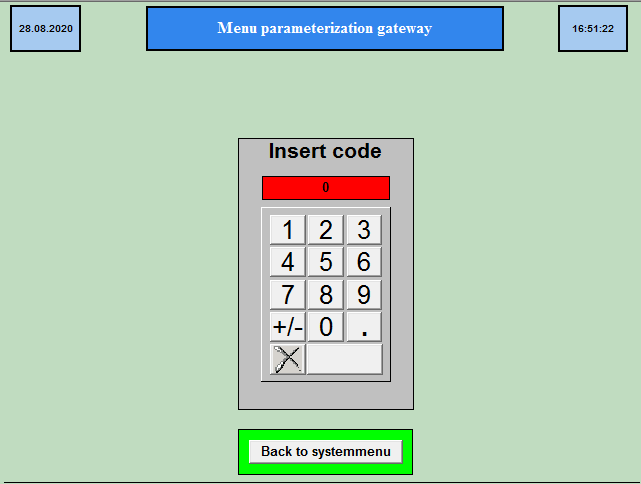 28.08.2020
Menu parameterization gateway
16:51:22
Insert code
0
1 2 3
4 5 6
7 8 9
+/- 0 .
Back to systemmenu